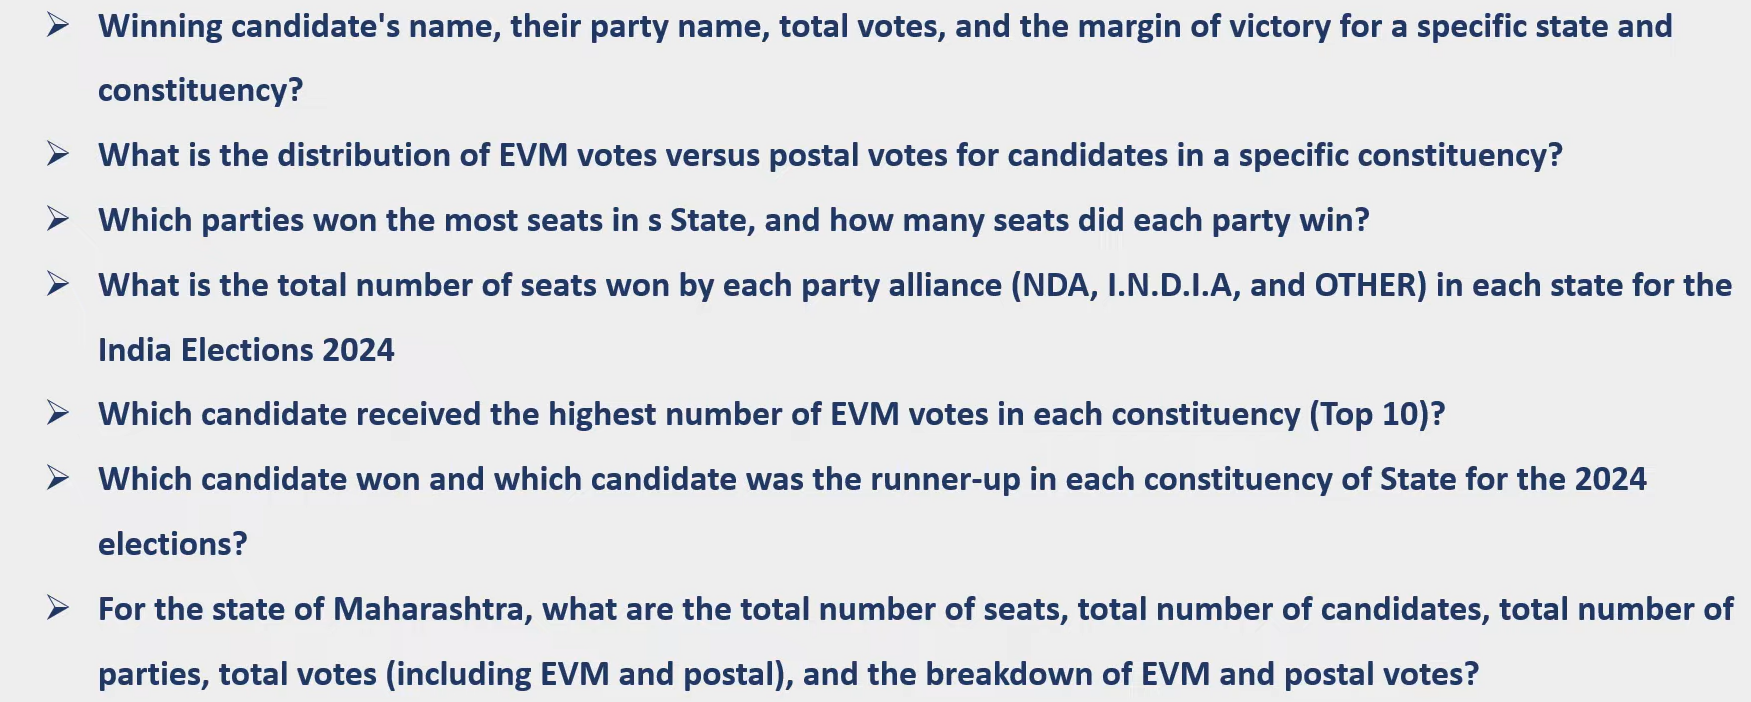 ➢ Winning candidate's name, their party name, total votes, and the margin of victory for a specific state and
constituency?
➢ What is the distribution of EVM votes versus postal votes for candidates in a specific constituency?
➢ Which parties won the most seats in s State, and how many seats did each party win?
➢ What is the total number of seats won by each party alliance (NDA, I.N.D.I.A, and OTHER) in each state for the
India Elections 2024
➢ Which candidate received the highest number of EVM votes in each constituency (Top 10)?
➢ Which candidate won and which candidate was the runner-up in each constituency of State for the 2024
elections?
➢ For the state of Maharashtra, what are the total number of seats, total number of candidates, total number of
parties, total votes (including EVM and postal), and the breakdown of EVM and postal votes?